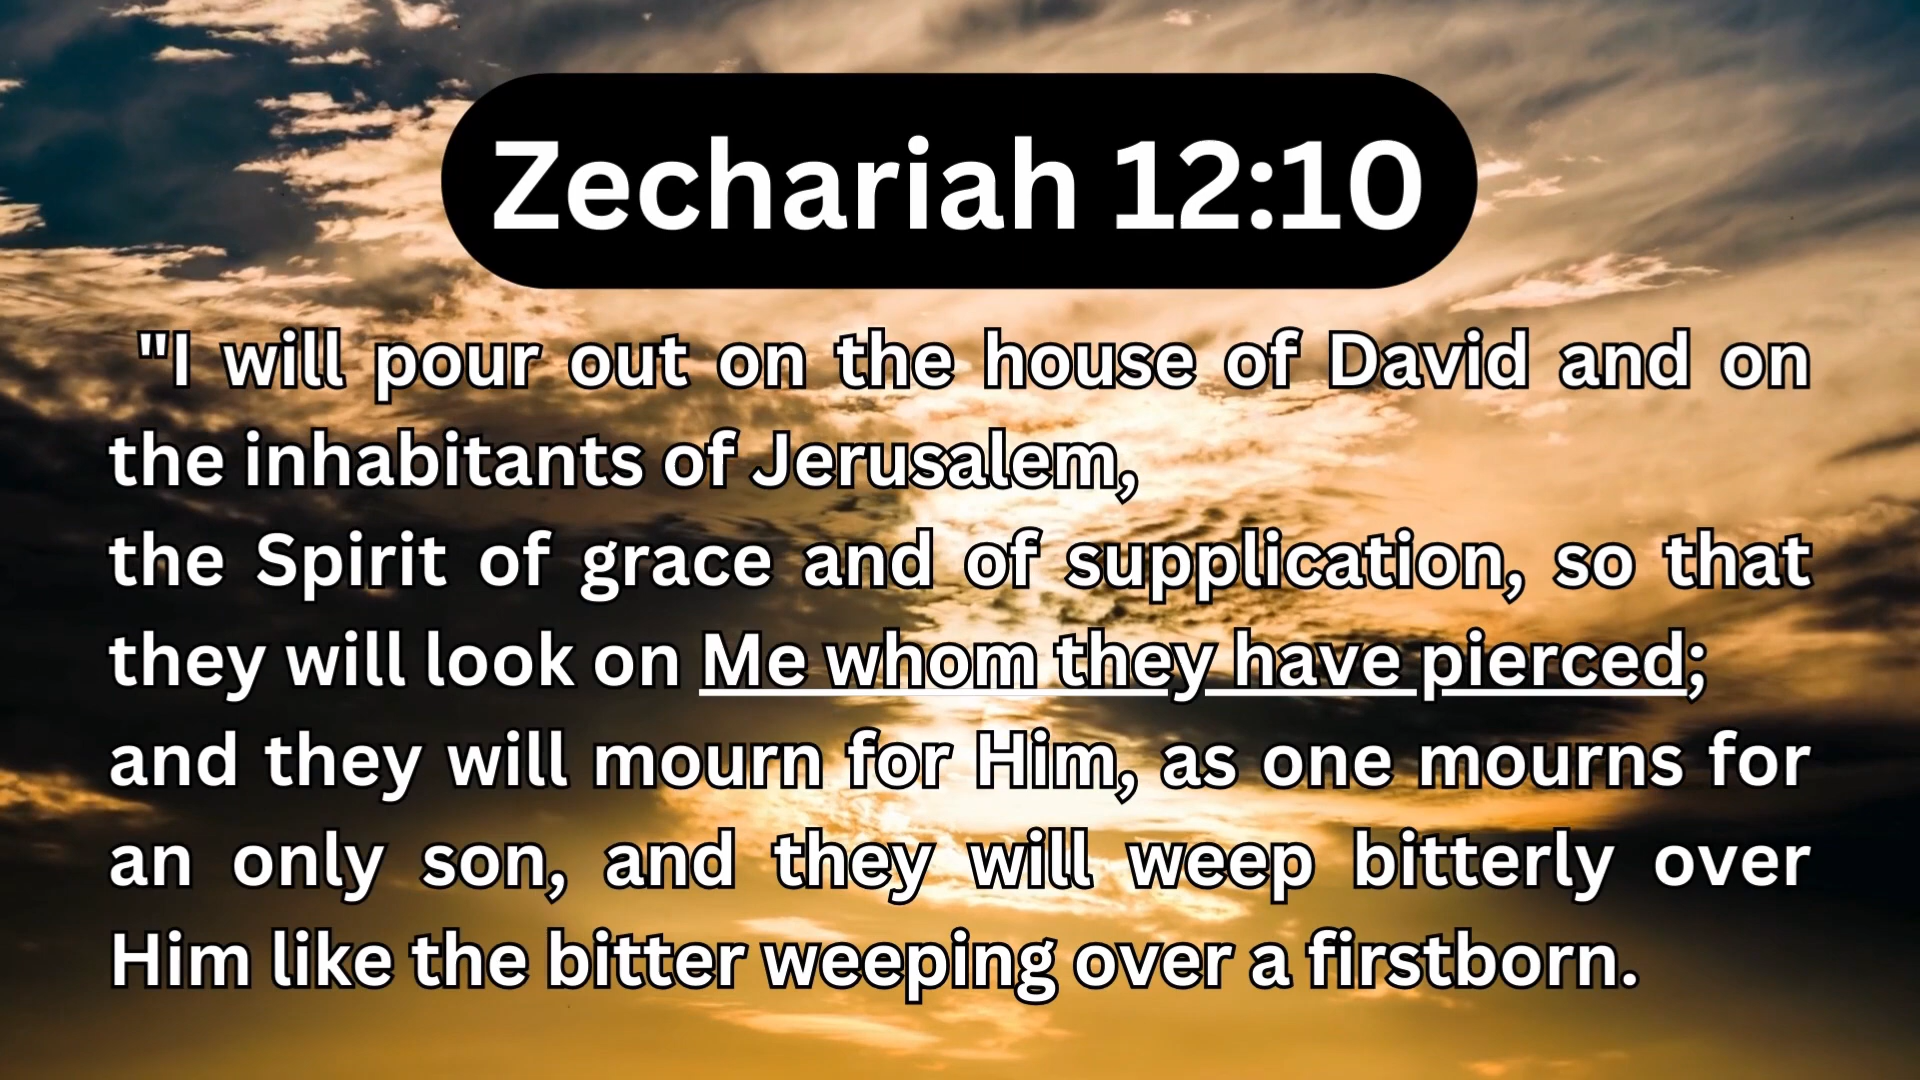 Zechariah 12:10
"I will pour out on the house of David and on
the inhabitants of Jerusalem,
the Spirit of grace and of supplication, so that
they will look on Me whom they have pierced;
and they will mourn for Him, as one mourns for
an only son, and they will weep bitterly over
Him like the bitter weeping over a firstborn.